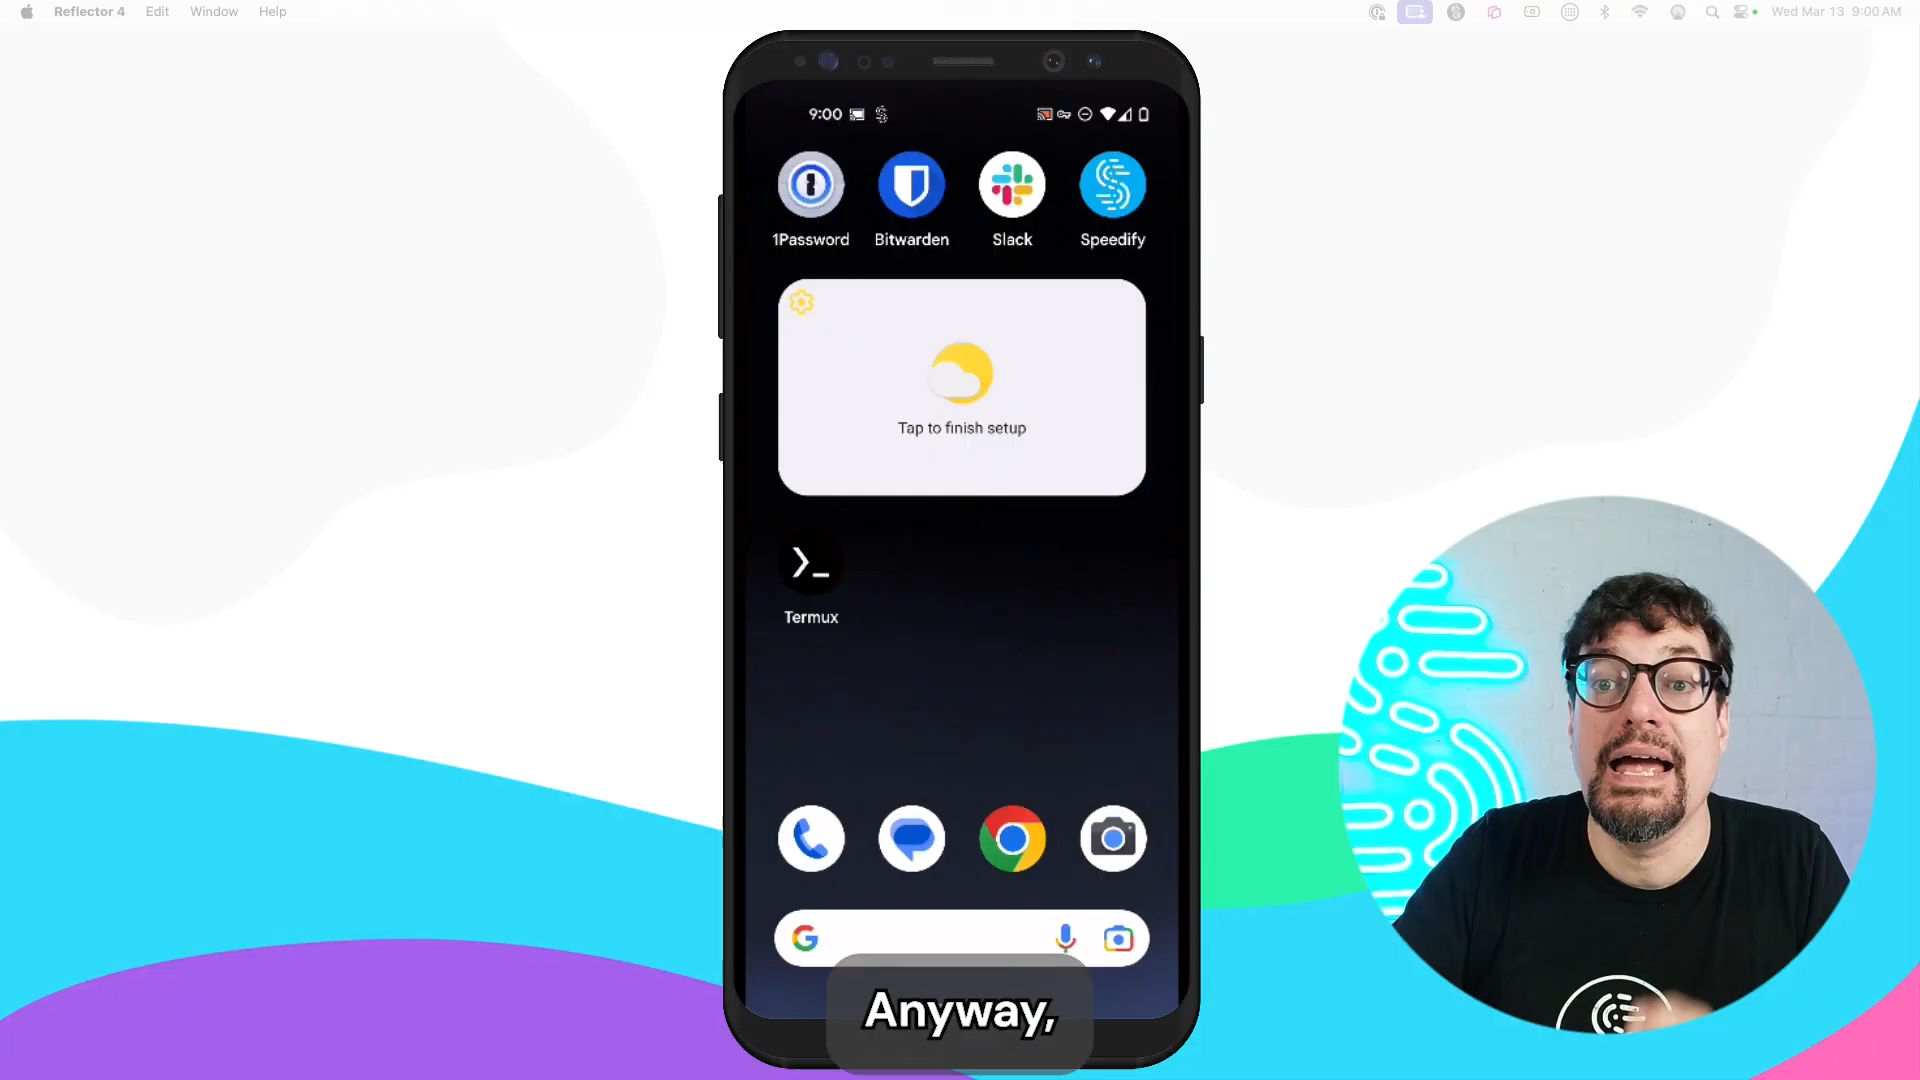 Reflector 4 Edit Window Help
Wed Mar 13 9:00 AM
9:00
1Password Bitwarden Slack Speedify
Tap to finish setup
Termux
Anyway,